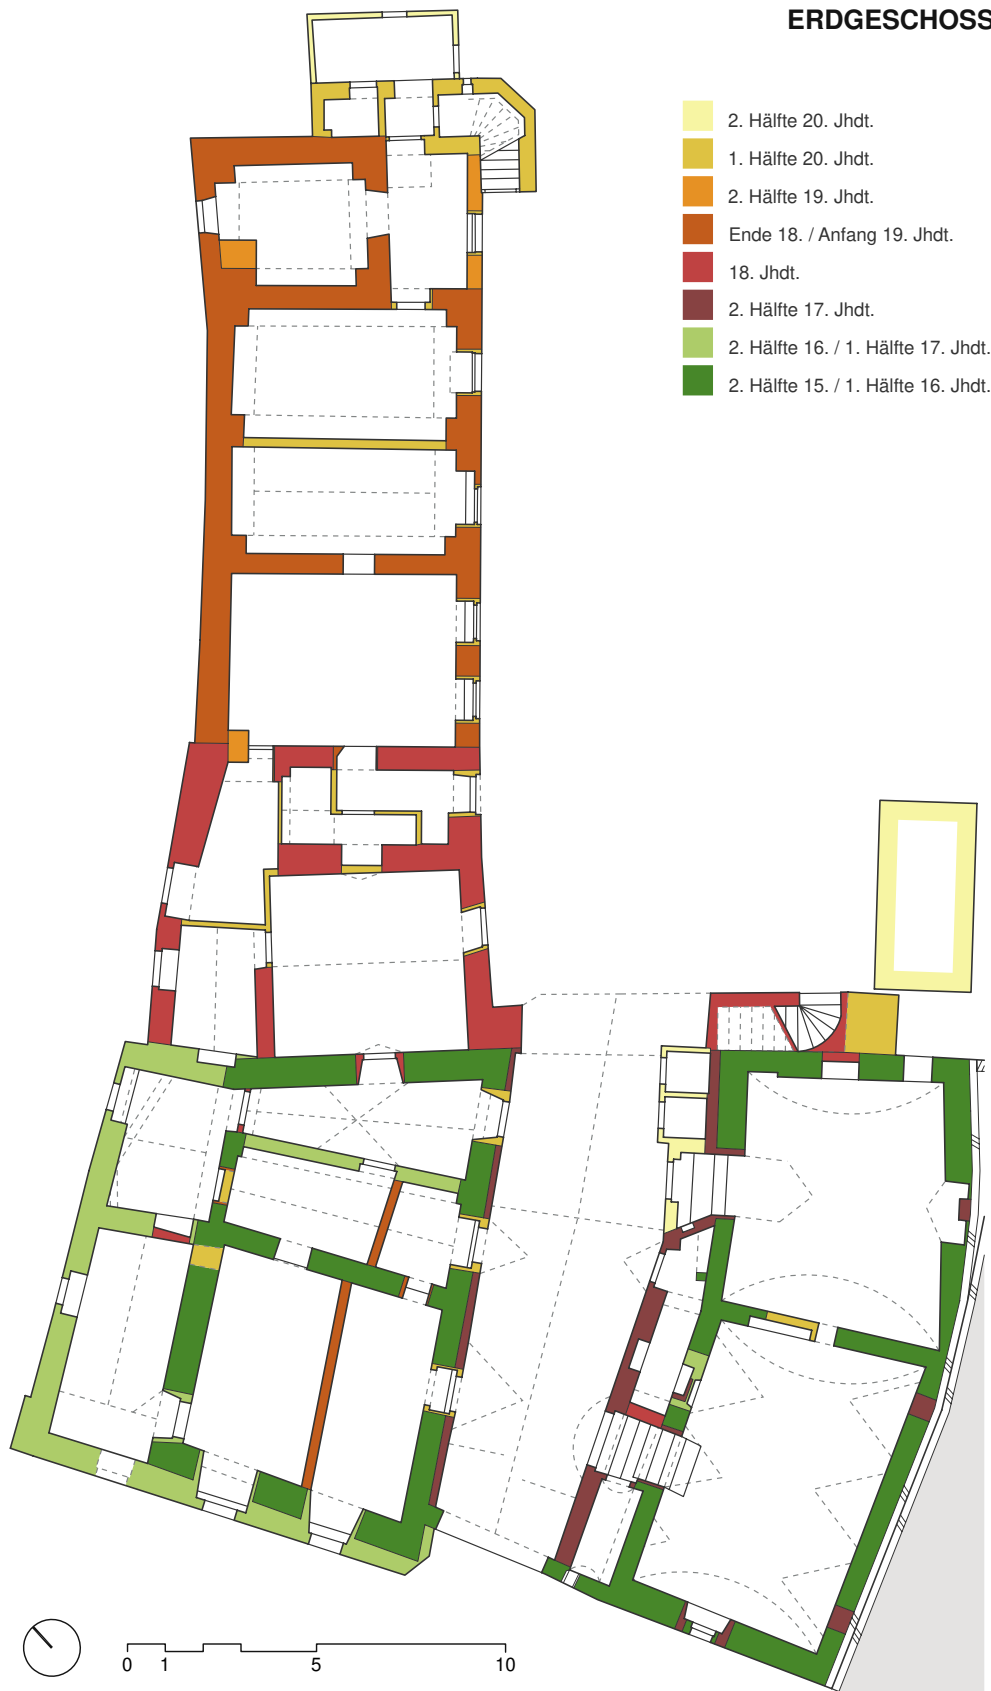 ERDGESCHOSS
2. Hälfte 20. Jhdt.
1. Hälfte 20. Jhdt.
2. Hälfte 19. Jhdt.
Ende 18. / Anfang 19. Jhdt.
18. Jhdt.
2. Hälfte 17. Jhdt.
2. Hälfte 16. / 1. Hälfte 17. Jhdt.
2. Hälfte 15. / 1. Hälfte 16. Jhdt.
0 1 5 10